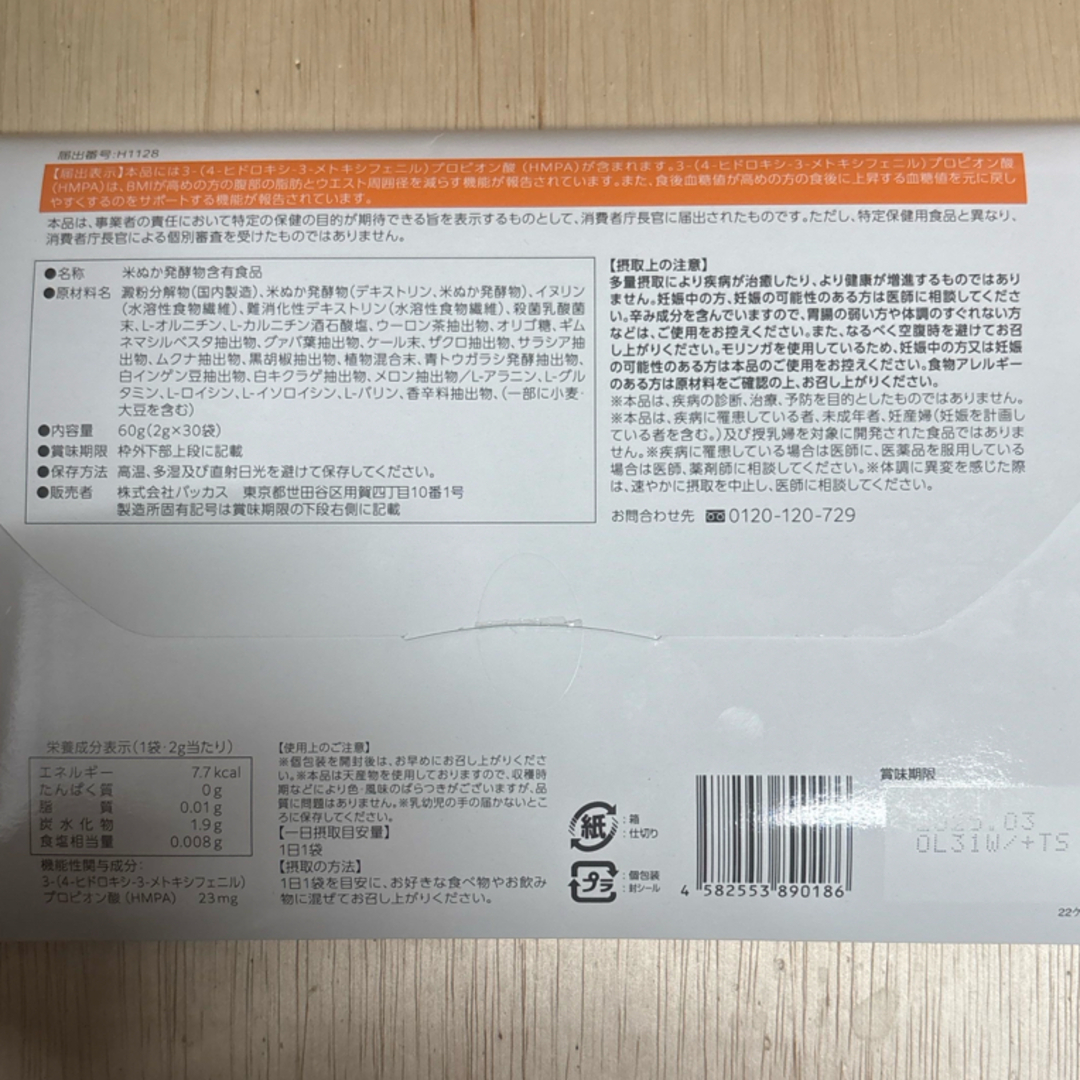 届出番号:H1128
【届出表示】本品には3-(4-ヒドロキシ-3-メトキシフェニル)プロピオン酸(HMPA)が含まれます。3-(4-ヒドロキシ-3-メトキシフェニル)プロピオン酸
(HMPA)は、BMIが高めの方の腹部の脂肪とウエスト周囲径を減らす機能が報告されています。また、食後血糖値が高めの方の食後に上昇する血糖値を元に戻し
やすくするのをサポートする機能が報告されています。
本品は、事業者の責任において特定の保健の目的が期待できる旨を表示するものとして、消費者庁長官に届出されたものです。ただし、特定保健用食品と異なり、
消費者庁長官による個別審査を受けたものではありません。
●名称 米ぬか発酵物含有食品
●原材料名 澱粉分解物(国内製造)、米ぬか発酵物(デキストリン、米ぬか発酵物)、イヌリン
(水溶性食物繊維)、難消化性デキストリン(水溶性食物繊維)、殺菌乳酸菌
末、L-オルニチン、L-カルニチン酒石酸塩、ウーロン茶抽出物、オリゴ糖、ギム
ネマシルベスタ抽出物、グァバ葉抽出物、ケール末、ザクロ抽出物、サラシア抽
出物、ムクナ抽出物、黒胡椒抽出物、植物混合末、青トウガラシ発酵抽出物、
白インゲン豆抽出物、白キクラゲ抽出物、メロン抽出物/L-アラニン、L-グル
タミン、L-ロイシン、L-イソロイシン、L-バリン、香辛料抽出物、(一部に小麦・
大豆を含む)
●内容量 60g(2g×30袋)
●賞味期限 枠外下部上段に記載
●保存方法 高温、多湿及び直射日光を避けて保存してください。
●販売者 株式会社バッカス 東京都世田谷区用賀四丁目10番1号
製造所固有記号は賞味期限の下段右側に記載
【摂取上の注意】
多量摂取により疾病が治癒したり、より健康が増進するものではあり
ません。妊娠中の方、妊娠の可能性のある方は医師に相談してくださ
い。辛み成分を含んでいますので、胃腸の弱い方や体調のすぐれない方
などは、ご使用をお控えください。また、なるべく空腹時を避けてお召
し上がりください。モリンガを使用しているため、妊娠中の方又は妊娠
の可能性のある方は本品のご使用をお控えください。食物アレルギー
のある方は原材料をご確認の上、お召し上がりください。
※本品は、疾病の診断、治療、予防を目的としたものではありません。
※本品は、疾病に罹患している者、未成年者、妊産婦(妊娠を計画し
ている者を含む。)及び授乳婦を対象に開発された食品ではありま
せん。※疾病に罹患している場合は医師に、医薬品を服用している
場合は医師、薬剤師に相談してください。※体調に異変を感じた際
は、速やかに摂取を中止し、医師に相談してください。
お問合わせ先 0120-120-729
栄養成分表示(1袋・2g当たり)
エネルギー 7.7kcal
たんぱく質 0g
脂質 0.01g
炭水化物 1.9g
食塩相当量 0.008g
機能性関与成分:
3-(4-ヒドロキシ-3-メトキシフェニル)
プロピオン酸(HMPA) 23mg
【使用上のご注意】
※個包装を開封後は、お早めにお召し上がりくださ
い。※本品は天産物を使用しておりますので、収穫時
期などにより色・風味のばらつきがございますが、品
質に問題はありません。※乳幼児の手の届かないとこ
ろに保存してください。
【一日摂取目安量】
1日1袋
【摂取の方法】
1日1袋を目安に、お好きな食べ物やお飲み
物に混ぜてお召し上がりください。
紙 :箱
:仕切り
プラ :個包装
:封シール
4 582553 890186
賞味期限
.03
0L31W/+TS